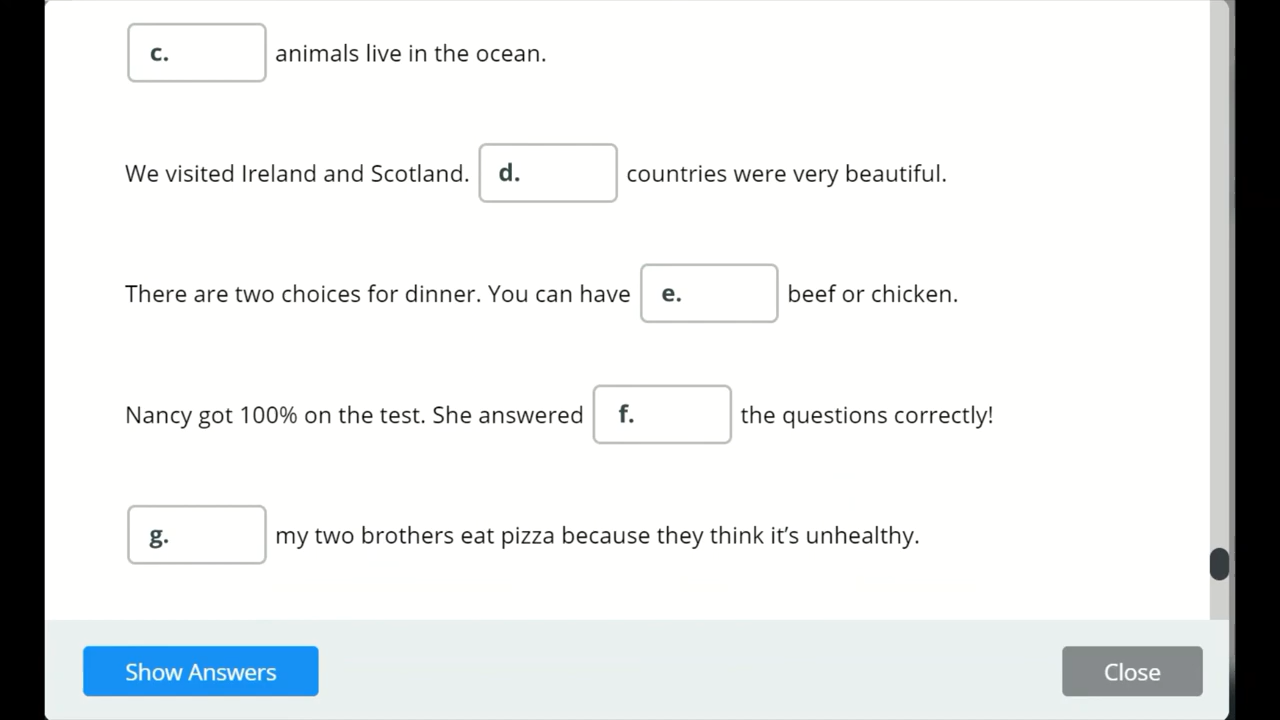 c. animals live in the ocean.
We visited Ireland and Scotland. d. countries were very beautiful.
There are two choices for dinner. You can have e. beef or chicken.
Nancy got 100% on the test. She answered f. the questions correctly!
g. my two brothers eat pizza because they think it’s unhealthy.
Show Answers Close